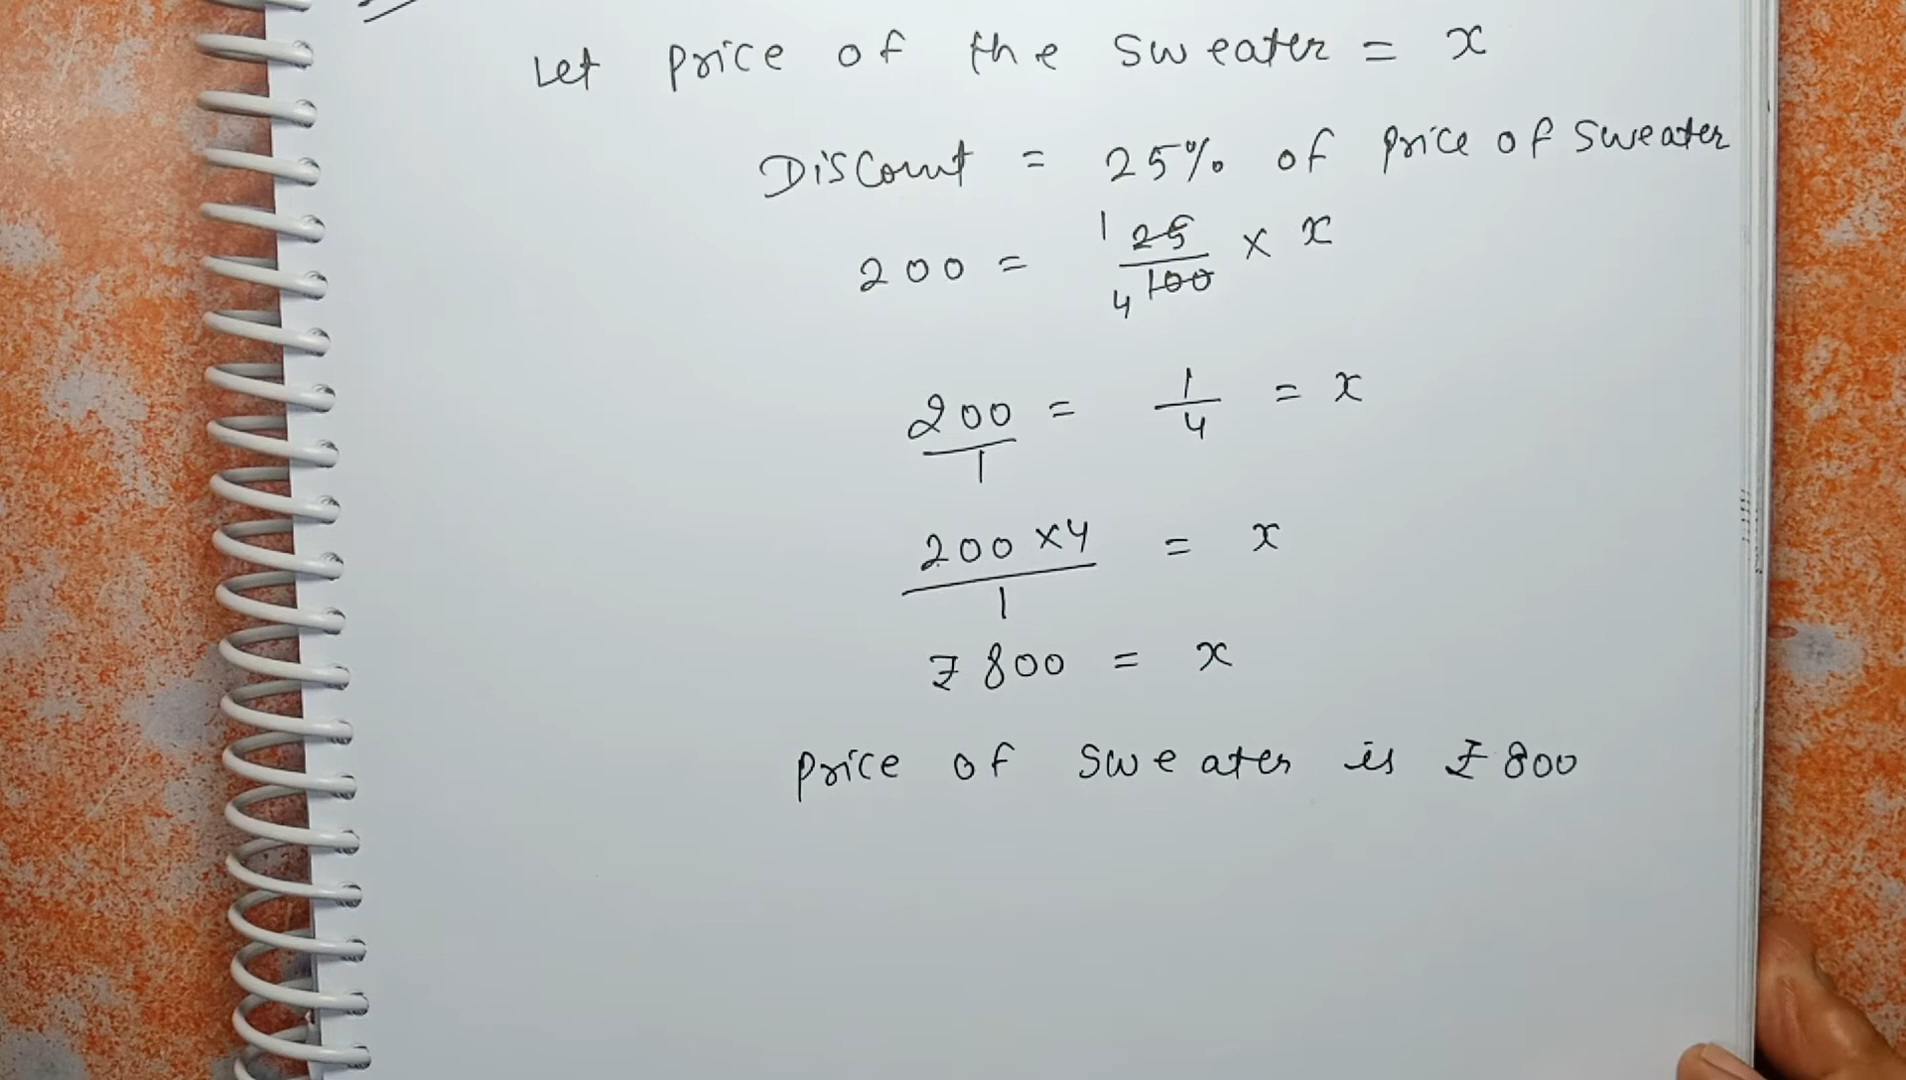 Let price of the sweater = x
Discount = 25% of price of sweater
200 = 1 25/4 100 × x
200/1 = 1/4 = x
200 × 4/1 = x
₹ 800 = x
price of sweater is ₹ 800